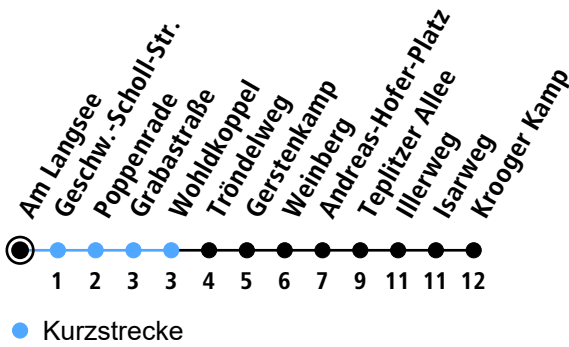 Am Langsee
Geschw.-Scholl-Str.
Poppenrade
Grabastraße
Wohldkoppel
Tröndelweg
Gerstenkamp
Weinberg
Andreas-Hofer-Platz
Teplitzer Allee
Illerweg
Isarweg
Krooger Kamp
1 2 3 3 4 5 6 7 9 11 11 12
Kurzstrecke